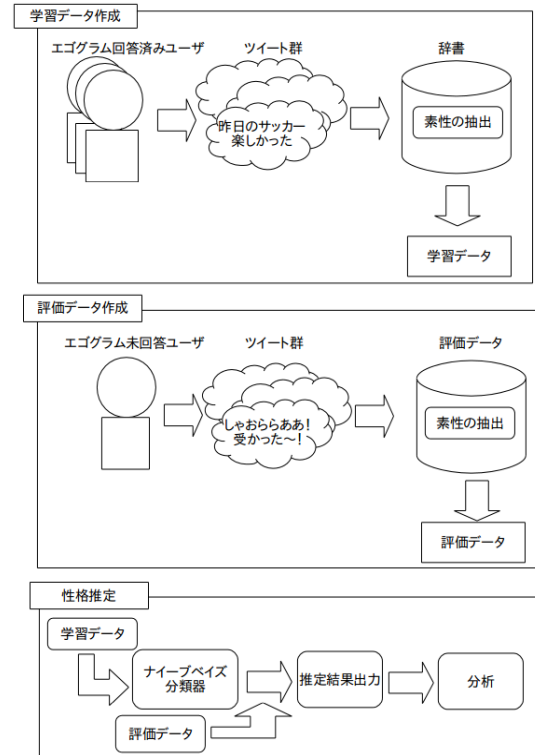 学習データ作成
エゴグラム回答済みユーザ
ツイート群
辞書
昨日のサッカー
楽しかった
素性の抽出
学習データ
評価データ作成
エゴグラム未回答ユーザ
ツイート群
評価データ
しゃおららああ!
受かった～!
素性の抽出
評価データ
性格推定
学習データ
ナイーブベイズ
分類器
推定結果出力
分析
評価データ